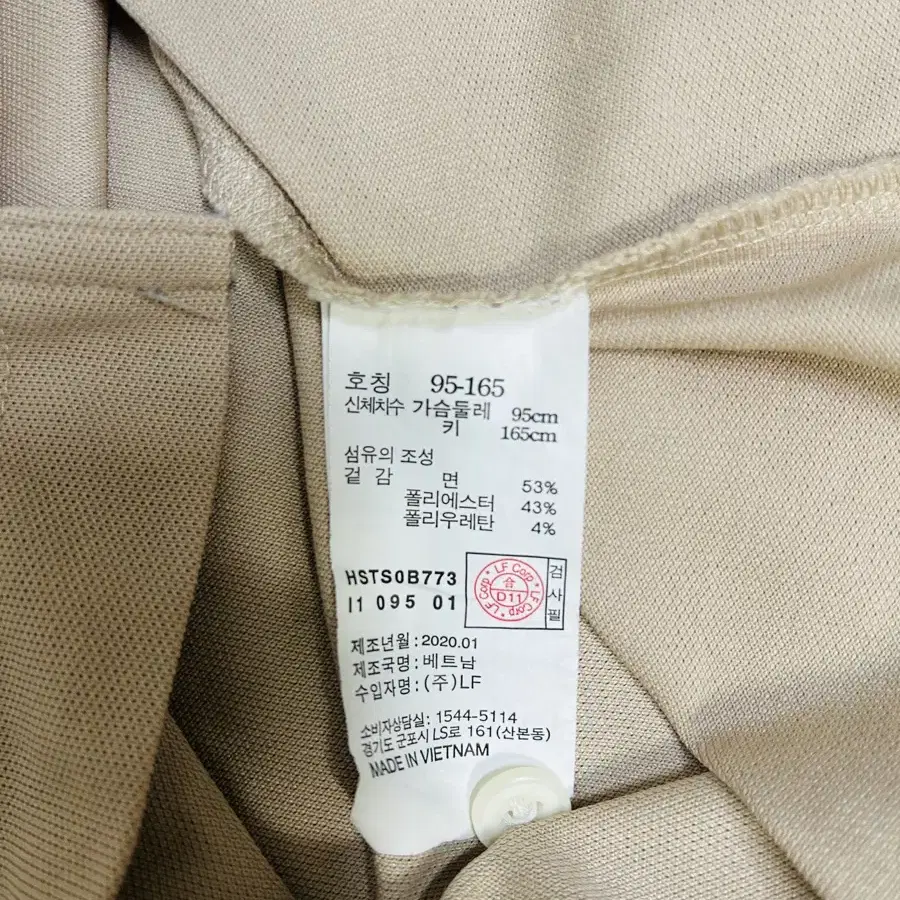 호칭 95-165
신체치수 가슴둘레 95cm
키 165cm
섬유의 조성
겉 감 면 53%
폴리에스터 43%
폴리우레탄 4%
HSTS0B773
I1 095 01
LF Corp * LF Corp * LF Corp *
合
D11
검사필
제조년월: 2020.01
제조국명: 베트남
수입자명: (주)LF
소비자상담실: 1544-5114
경기도 군포시 LS로 161(산본동)
MADE IN VIETNAM